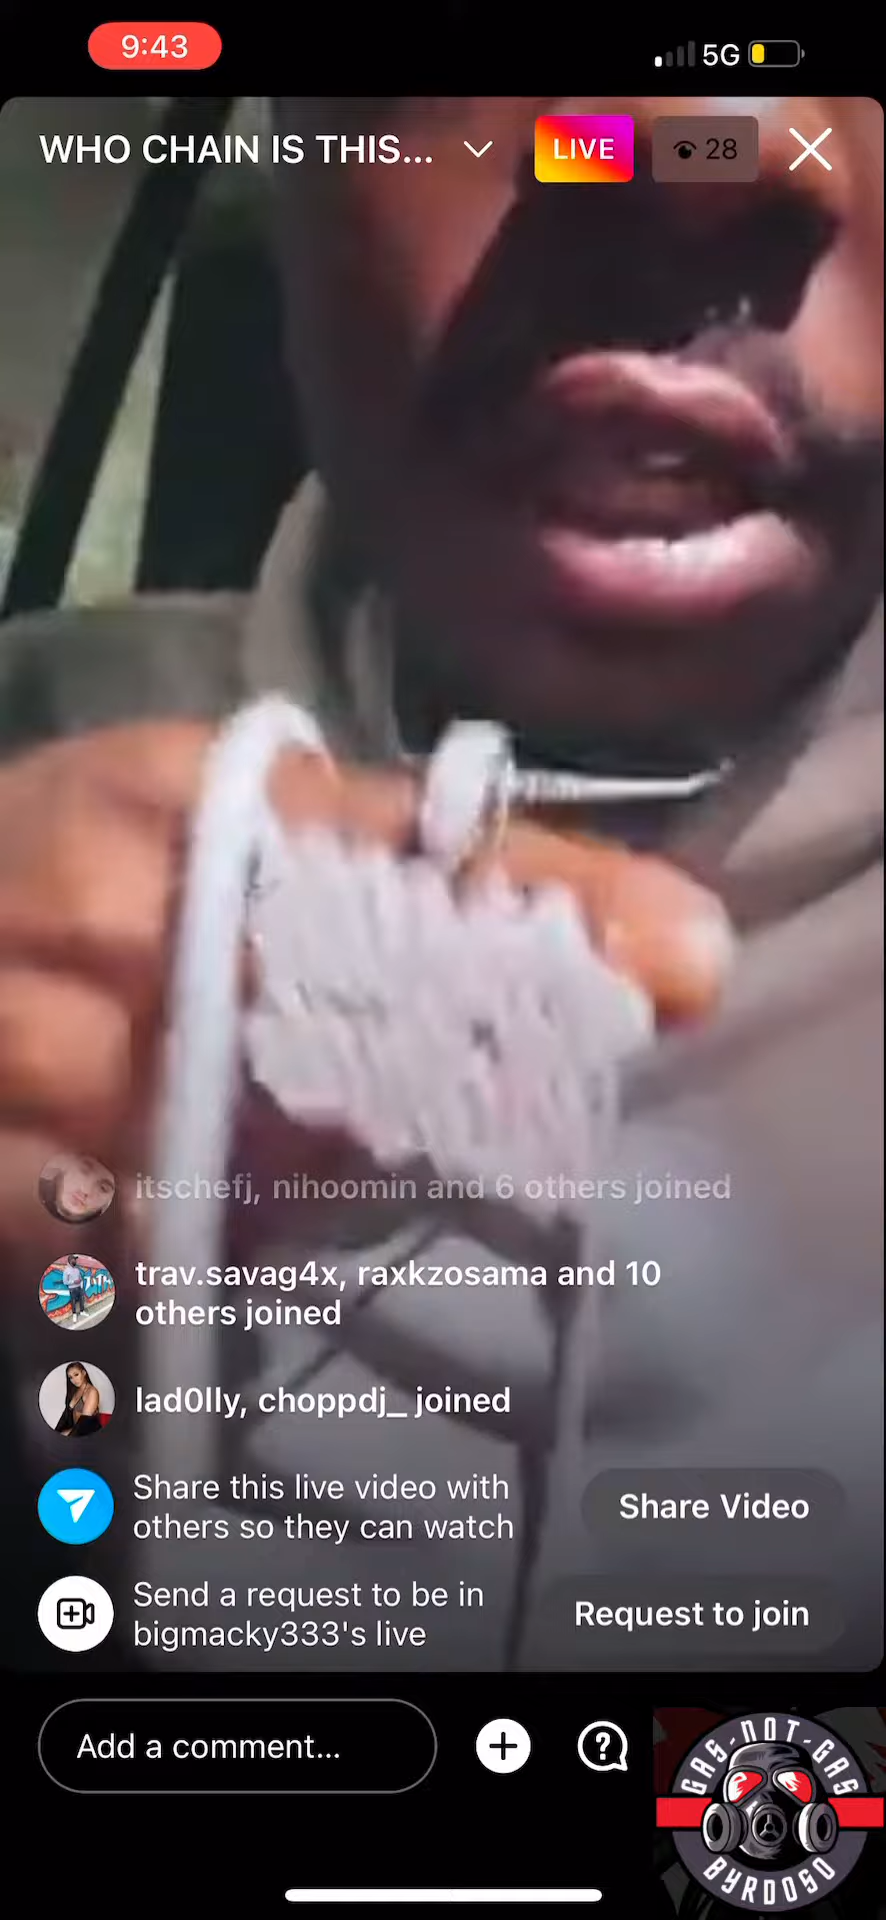 9:43
5G
WHO CHAIN IS THIS...
LIVE
28
itschefj, nihoomin and 6 others joined
trav.savag4x, raxkzosama and 10
others joined
lad0lly, choppdj_ joined
Share this live video with
others so they can watch
Share Video
Send a request to be in
bigmacky333's live
Request to join
Add a comment...
GAS-NOT-GAS
BYRDOSO